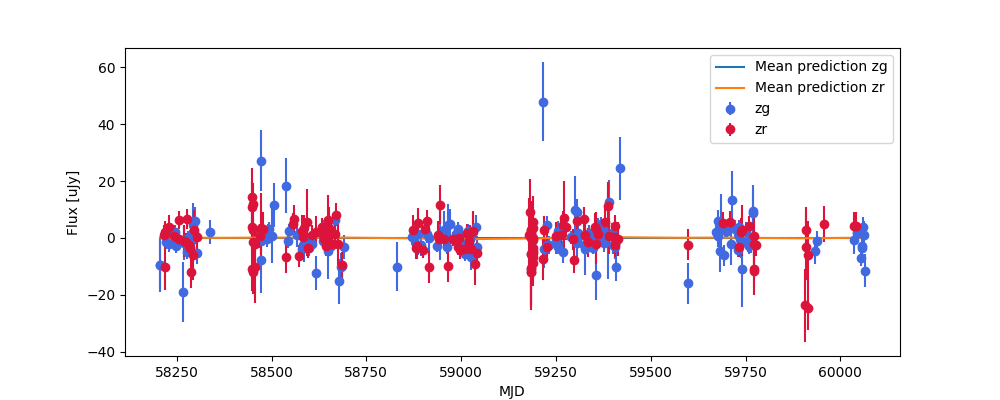 Mean prediction zg
Mean prediction zr
zg
zr
60
40
20
0
−20
−40
Flux [uJy]
58250
58500
58750
59000
59250
59500
59750
60000
MJD